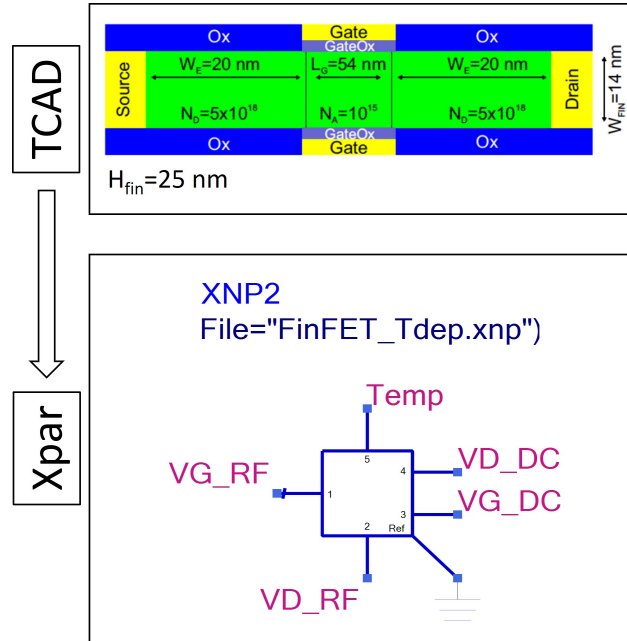 TCAD
Ox Gate Ox
GateOx
Source W_E=20 nm L_G=54 nm W_E=20 nm Drain W_FIN=14 nm
N_D=5x10^18 N_A=10^15 N_D=5x10^18
GateOx
Ox Gate Ox
H_fin=25 nm
Xpar
XNP2
File="FinFET_Tdep.xnp")
Temp
5
VD_DC
4
VG_RF
1
VG_DC
3
2
Ref
VD_RF